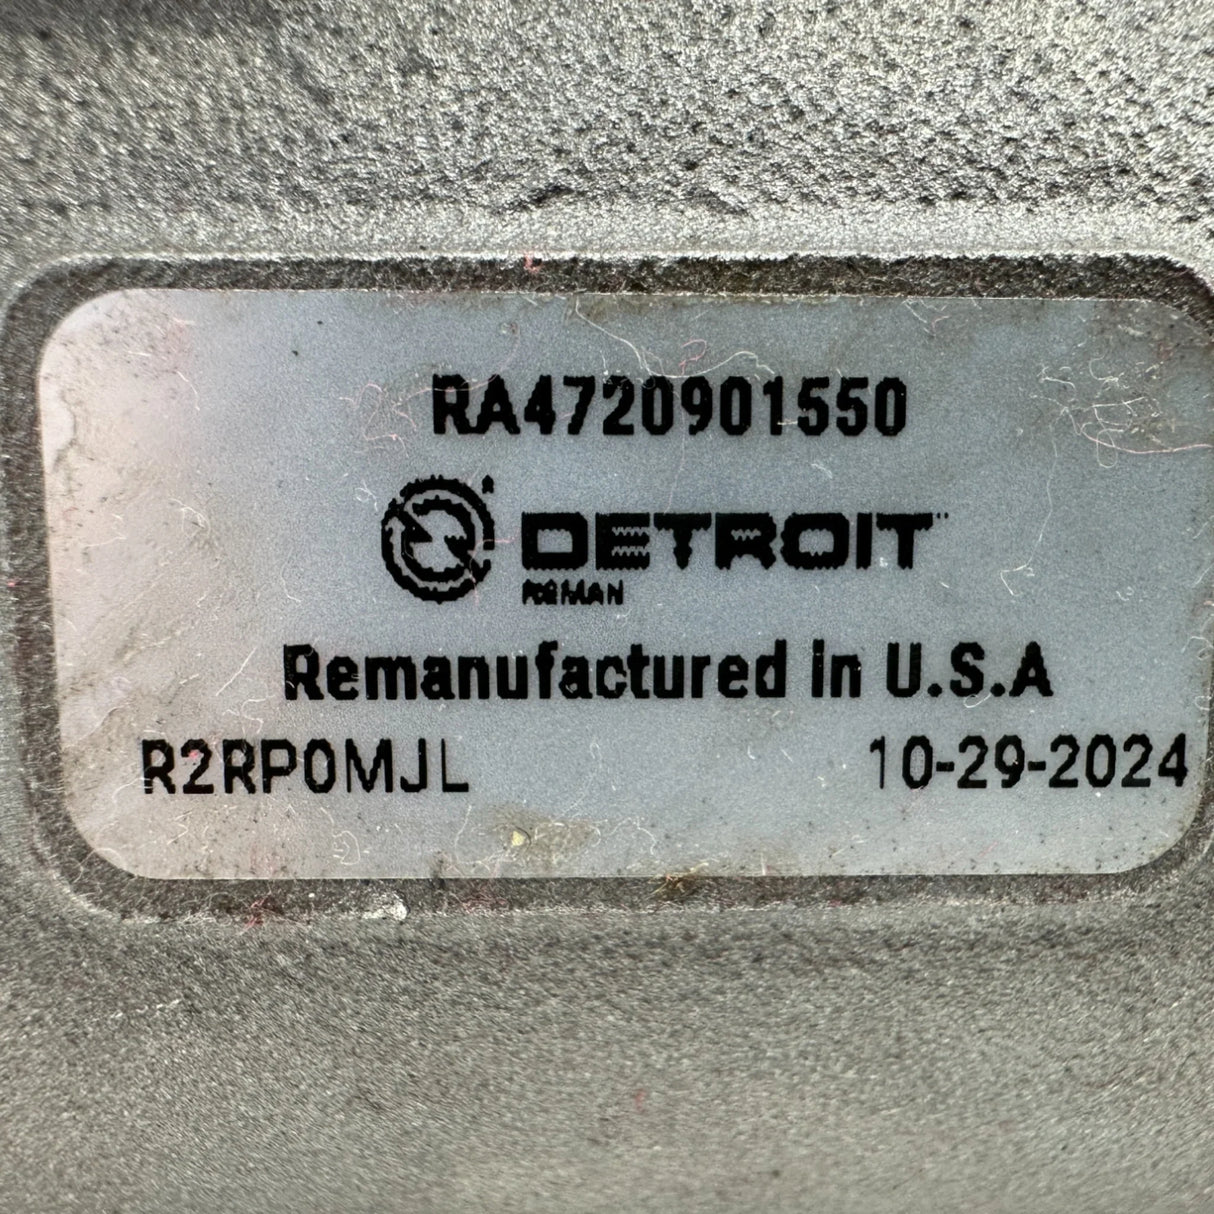 RA4720901550
DETROIT
REMAN
Remanufactured in U.S.A
R2RP0MJL
10-29-2024